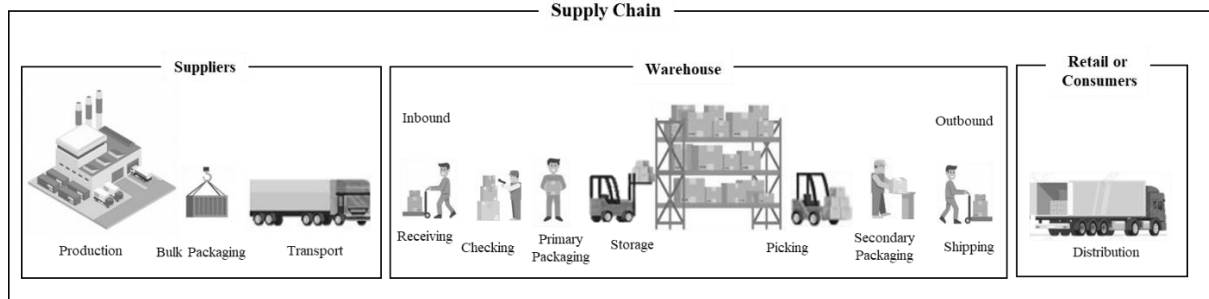 Supply Chain
Suppliers
Production
Bulk Packaging
Transport
Warehouse
Inbound
Outbound
Receiving
Checking
Primary
Packaging
Storage
Picking
Secondary
Packaging
Shipping
Retail or
Consumers
Distribution